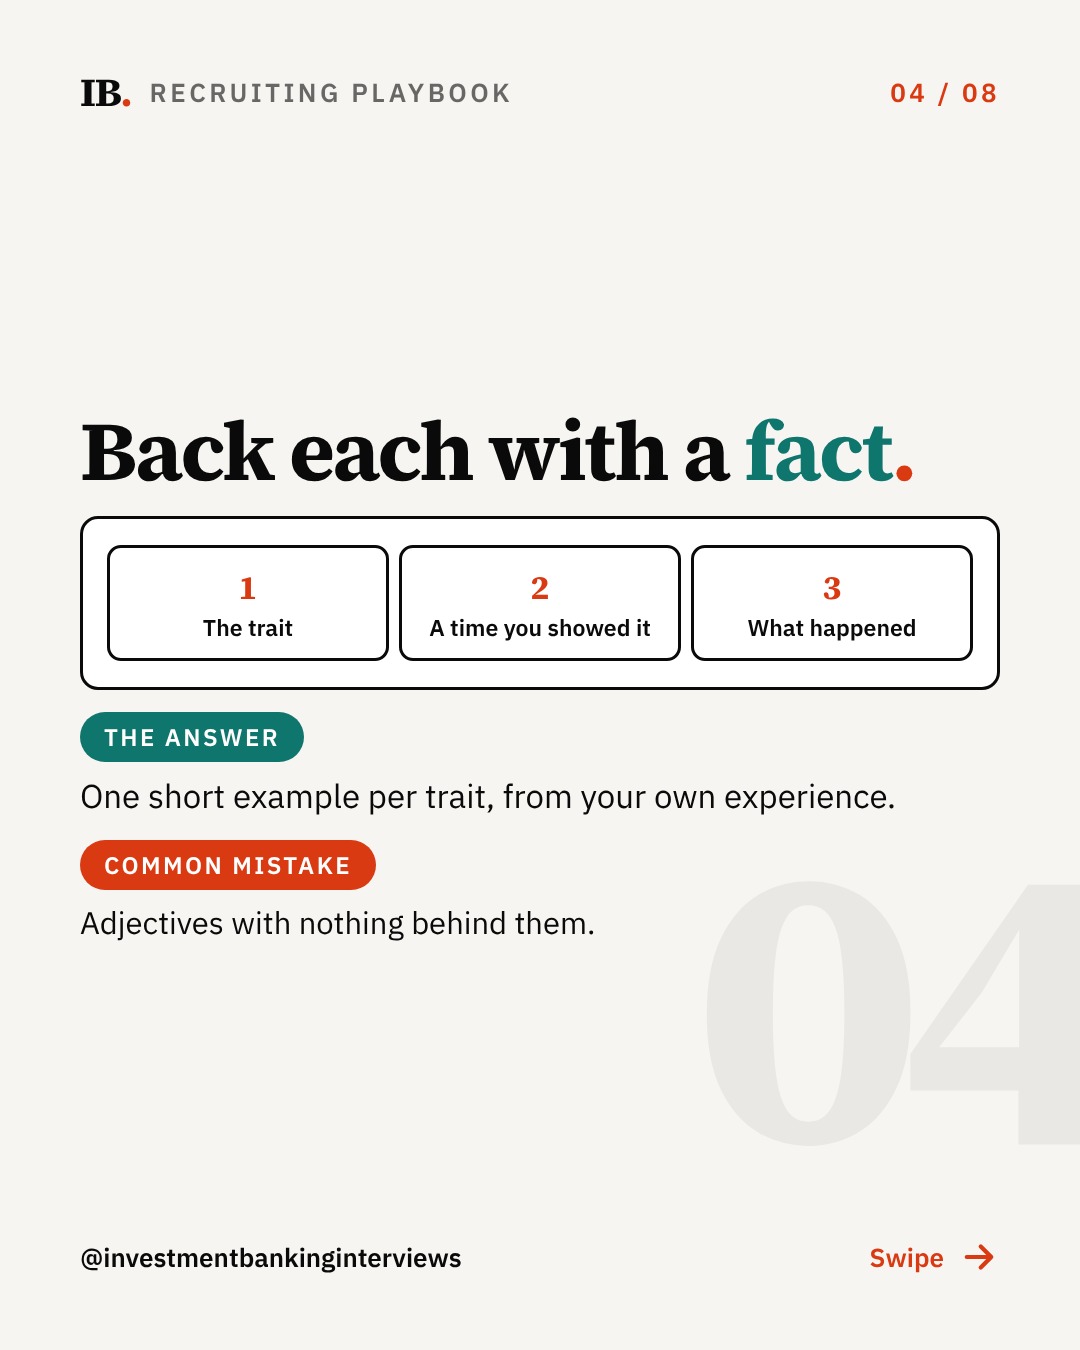 IB. RECRUITING PLAYBOOK
04 / 08
Back each with a fact.
1
The trait
2
A time you showed it
3
What happened
THE ANSWER
One short example per trait, from your own experience.
COMMON MISTAKE
Adjectives with nothing behind them.
04
@investmentbankinginterviews
Swipe →